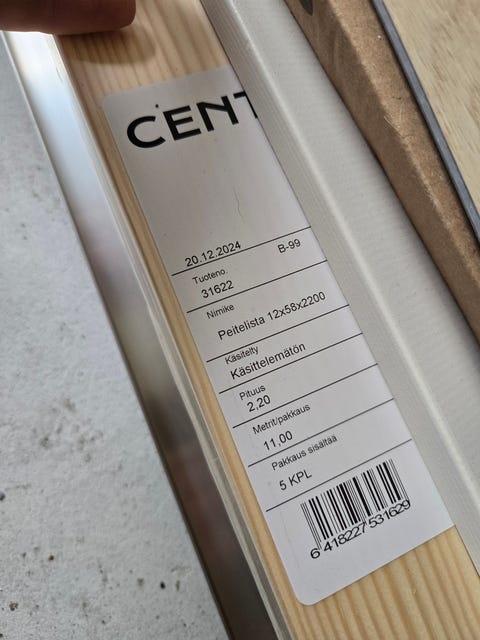 CENT
20.12.2024 B-99
Tuoteno.
31622
Nimike
Peitelista 12x58x2200
Käsitelty
Käsittelemätön
Pituus
2,20
Metrit/pakkaus
11,00
Pakkaus sisältää
5 KPL
6 418227 531629